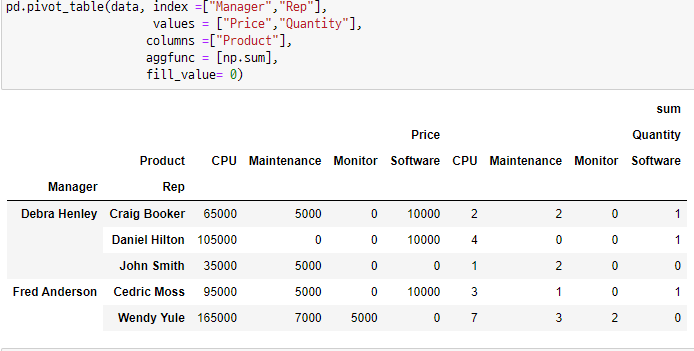 pd.pivot_table(data, index =["Manager","Rep"],
values = ["Price","Quantity"],
columns =["Product"],
aggfunc = [np.sum],
fill_value= 0)
sum
Price Quantity
Product CPU Maintenance Monitor Software CPU Maintenance Monitor Software
Manager Rep
Debra Henley Craig Booker 65000 5000 0 10000 2 2 0 1
Daniel Hilton 105000 0 0 10000 4 0 0 1
John Smith 35000 5000 0 0 1 2 0 0
Fred Anderson Cedric Moss 95000 5000 0 10000 3 1 0 1
Wendy Yule 165000 7000 5000 0 7 3 2 0